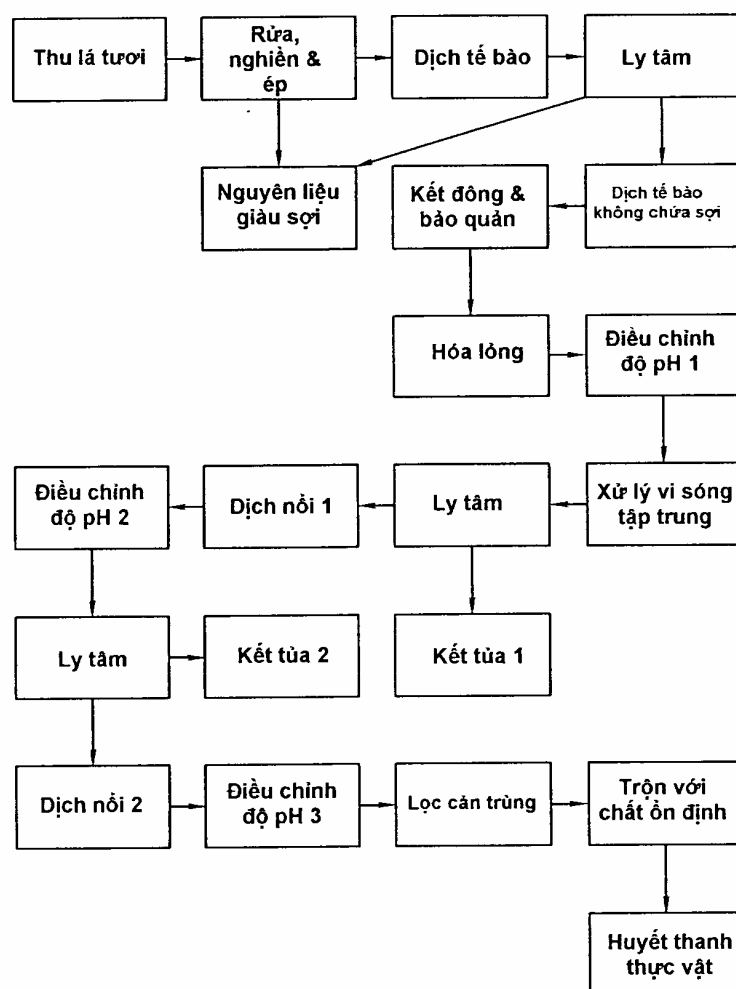 Thu lá tươi
Rửa,
nghiền &
ép
Dịch tế bào
Ly tâm
Nguyên liệu
giàu sợi
Kết đông &
bảo quản
Dịch tế bào
không chứa sợi
Hóa lỏng
Điều chỉnh
độ pH 1
Điều chỉnh
độ pH 2
Dịch nổi 1
Ly tâm
Xử lý vi sóng
tập trung
Ly tâm
Kết tủa 2
Kết tủa 1
Dịch nổi 2
Điều chỉnh
độ pH 3
Lọc cản trùng
Trộn với
chất ổn định
Huyết thanh
thực vật